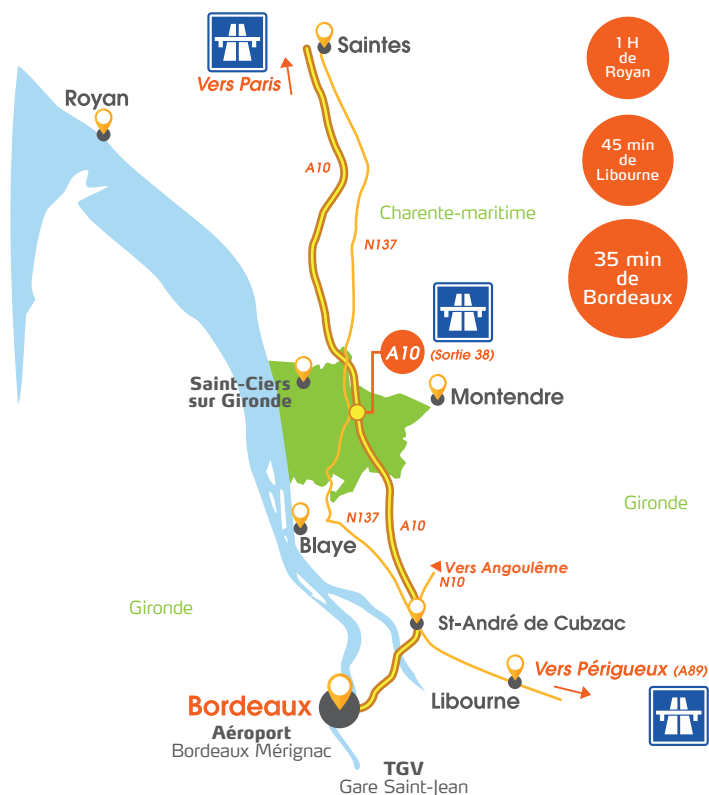 Saintes
Vers Paris
1 H
de
Royan
Royan
45 min
de
Libourne
A10
Charente-maritime
N137
35 min
de
Bordeaux
A10
(Sortie 38)
Saint-Ciers
sur Gironde
Montendre
Gironde
N137
A10
Blaye
Vers Angoulême
N10
Gironde
St-André de Cubzac
Vers Périgueux (A89)
Libourne
Bordeaux
Aéroport
Bordeaux Mérignac
TGV
Gare Saint-Jean